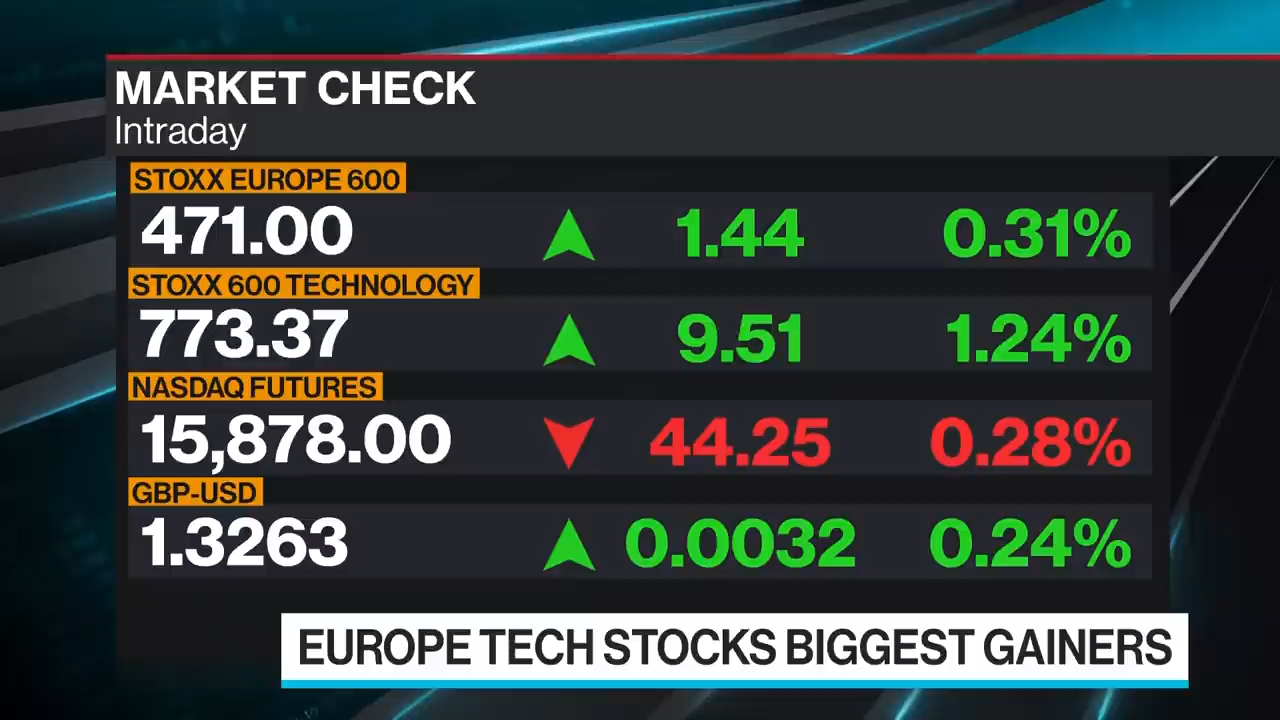 MARKET CHECK
Intraday
STOXX EUROPE 600
471.00 1.44 0.31%
STOXX 600 TECHNOLOGY
773.37 9.51 1.24%
NASDAQ FUTURES
15,878.00 44.25 0.28%
GBP-USD
1.3263 0.0032 0.24%
EUROPE TECH STOCKS BIGGEST GAINERS